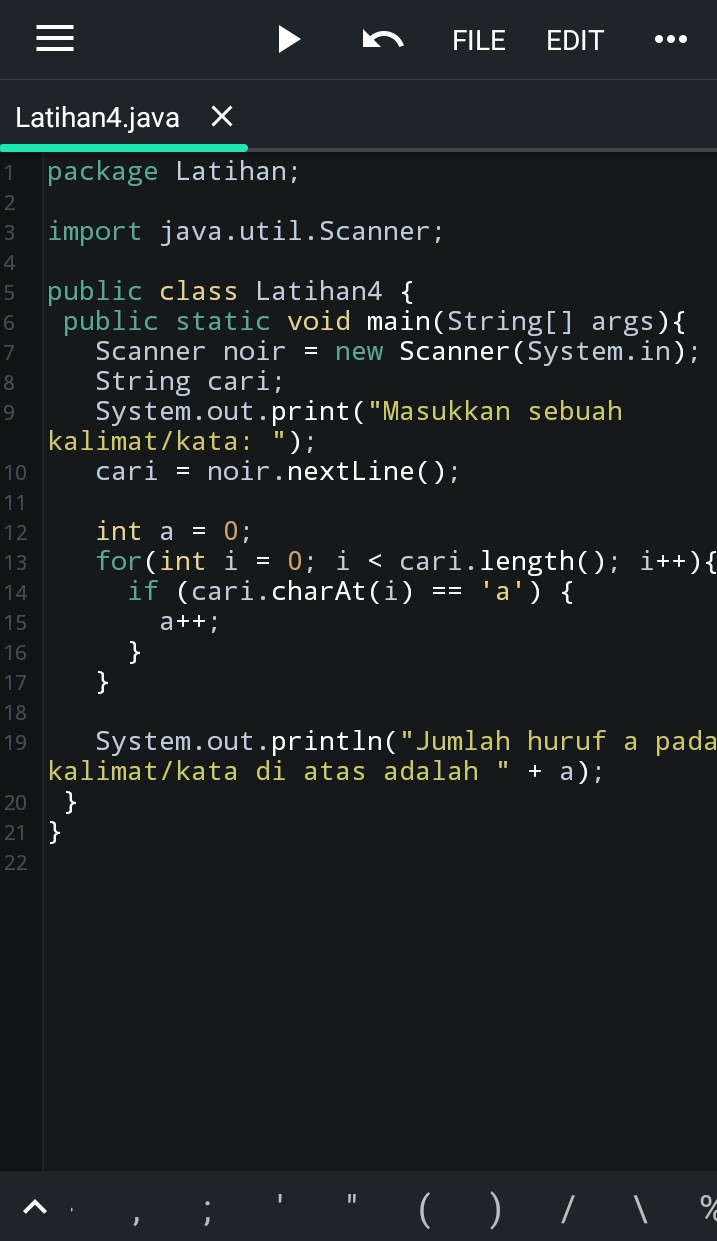 FILE EDIT
Latihan4.java
1 package Latihan;
2
3 import java.util.Scanner;
4
5 public class Latihan4 {
6 public static void main(String[] args){
7 Scanner noir = new Scanner(System.in);
8 String cari;
9 System.out.print("Masukkan sebuah
kalimat/kata: ");
10 cari = noir.nextLine();
11
12 int a = 0;
13 for(int i = 0; i < cari.length(); i++){
14 if (cari.charAt(i) == 'a') {
15 a++;
16 }
17 }
18
19 System.out.println("Jumlah huruf a pada
kalimat/kata di atas adalah " + a);
20 }
21 }
22
, ; ' " ( ) / \ %